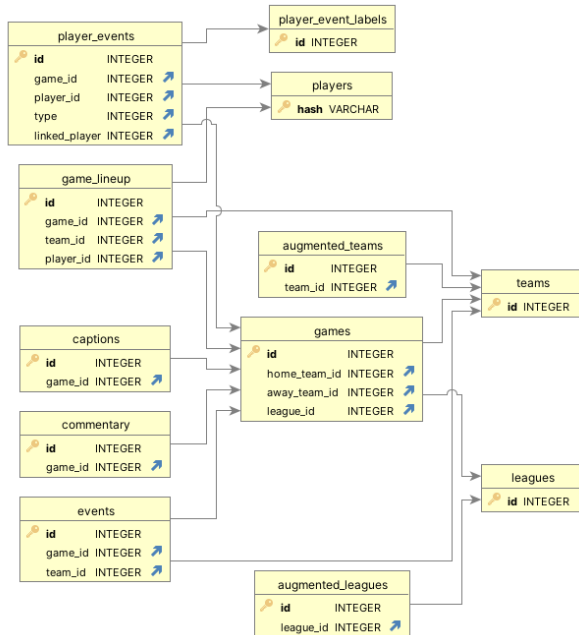 player_events
id INTEGER
game_id INTEGER
player_id INTEGER
type INTEGER
linked_player INTEGER
player_event_labels
id INTEGER
players
hash VARCHAR
game_lineup
id INTEGER
game_id INTEGER
team_id INTEGER
player_id INTEGER
augmented_teams
id INTEGER
team_id INTEGER
teams
id INTEGER
captions
id INTEGER
game_id INTEGER
games
id INTEGER
home_team_id INTEGER
away_team_id INTEGER
league_id INTEGER
commentary
id INTEGER
game_id INTEGER
leagues
id INTEGER
events
id INTEGER
game_id INTEGER
team_id INTEGER
augmented_leagues
id INTEGER
league_id INTEGER